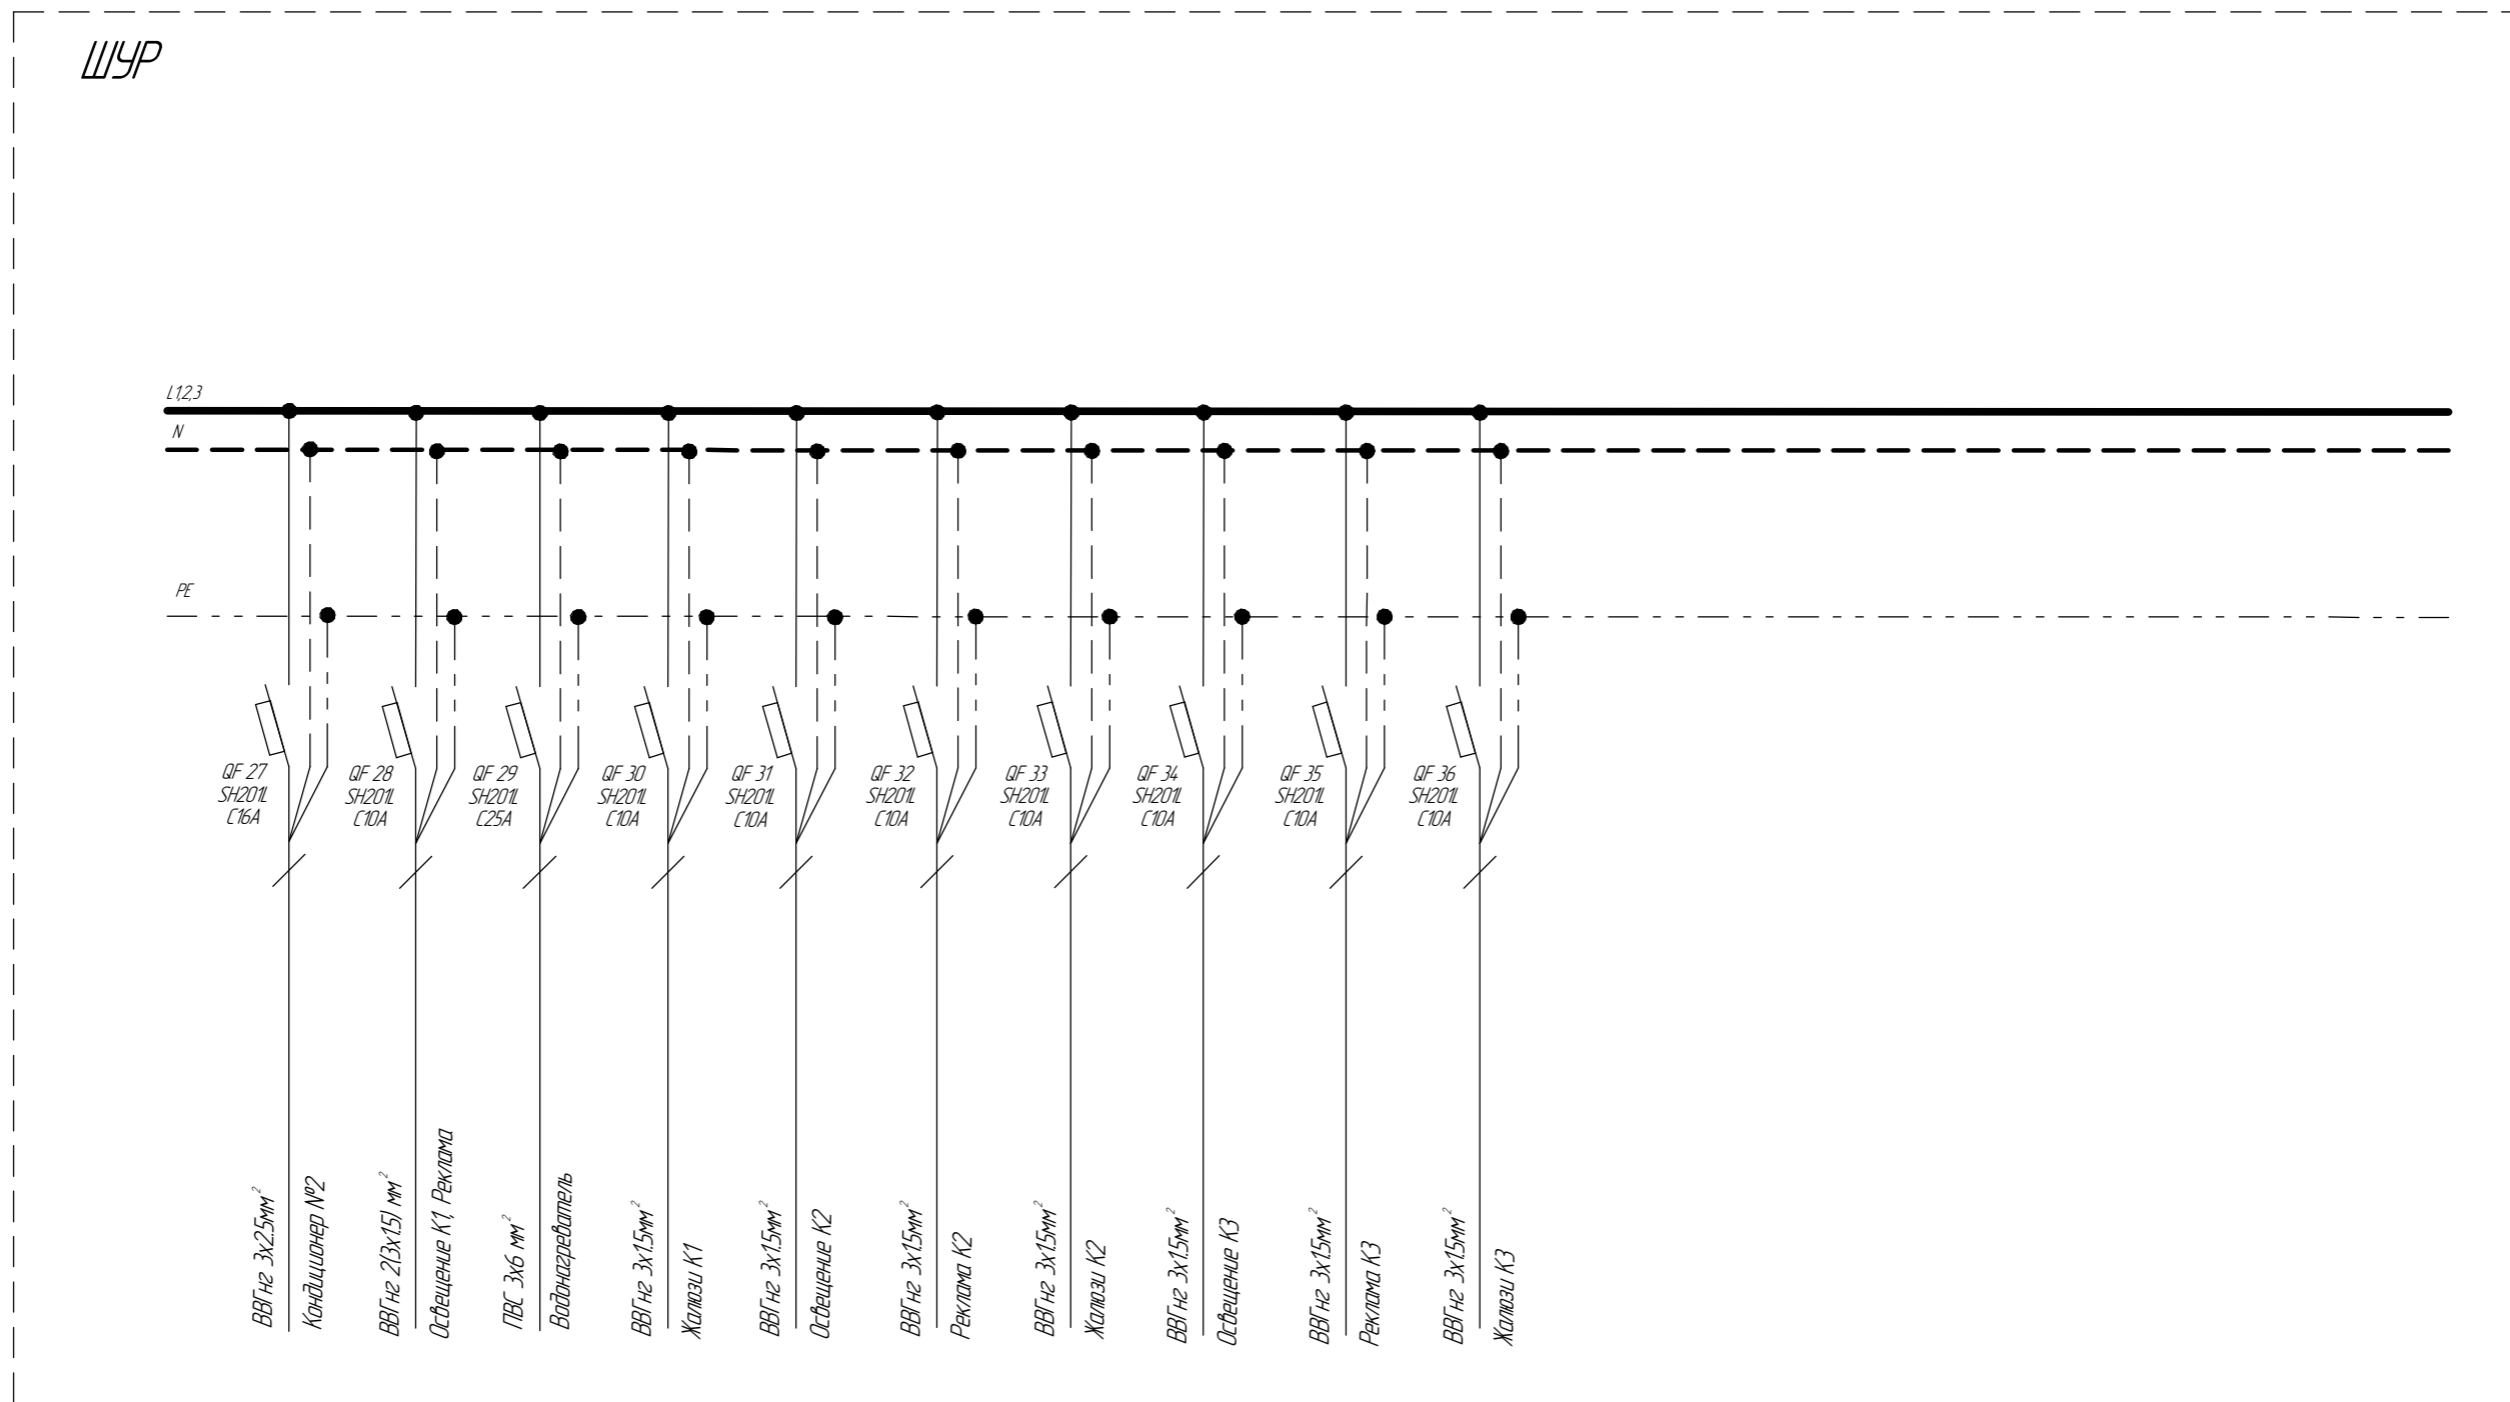 ШУР
L1,2,3
N
PE
QF 27
SH201L
C16A
QF 28
SH201L
C10A
QF 29
SH201L
C25A
QF 30
SH201L
C10A
QF 31
SH201L
C10A
QF 32
SH201L
C10A
QF 33
SH201L
C10A
QF 34
SH201L
C10A
QF 35
SH201L
C10A
QF 36
SH201L
C10A
ВВГнг 3х2.5мм²
Кондиционер №2
ВВГнг 2(3х1.5) мм²
Освещение К1, Реклама
ПВС 3х6 мм²
Водонагреватель
ВВГнг 3х1.5мм²
Жалюзи К1
ВВГнг 3х1.5мм²
Освещение К2
ВВГнг 3х1.5мм²
Реклама К2
ВВГнг 3х1.5мм²
Жалюзи К2
ВВГнг 3х1.5мм²
Освещение К3
ВВГнг 3х1.5мм²
Реклама К3
ВВГнг 3х1.5мм²
Жалюзи К3